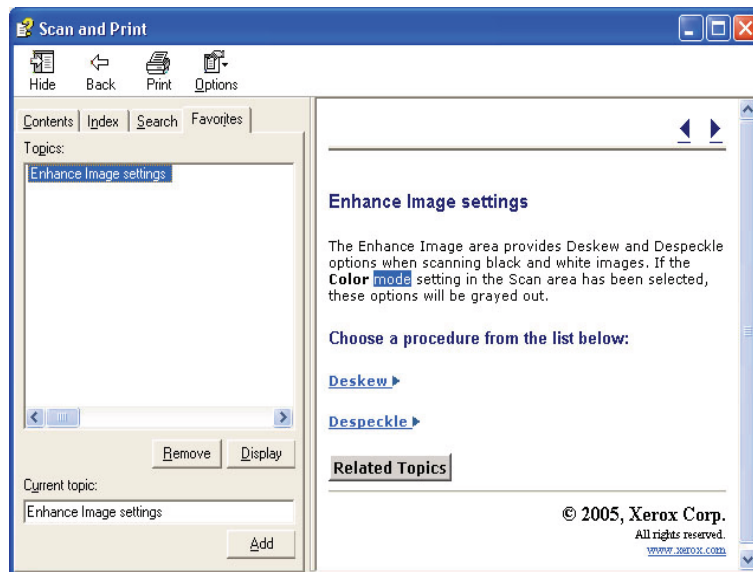 Scan and Print
Hide Back Print Options
Contents Index Search Favorites
Topics:
Enhance Image settings
Remove Display
Current topic:
Enhance Image settings
Add
Enhance Image settings
The Enhance Image area provides Deskew and Despeckle
options when scanning black and white images. If the
Color mode setting in the Scan area has been selected,
these options will be grayed out.
Choose a procedure from the list below:
Deskew
Despeckle
Related Topics
© 2005, Xerox Corp.
All rights reserved.
www.xerox.com